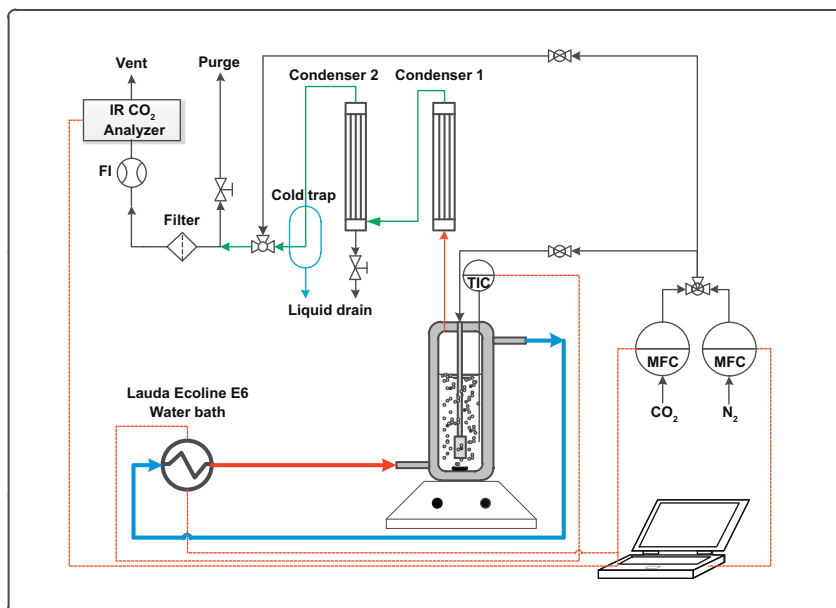 Vent
Purge
Condenser 2
Condenser 1
IR CO₂
Analyzer
FI
Cold trap
Filter
TIC
Liquid drain
MFC
MFC
CO₂
N₂
Lauda Ecoline E6
Water bath